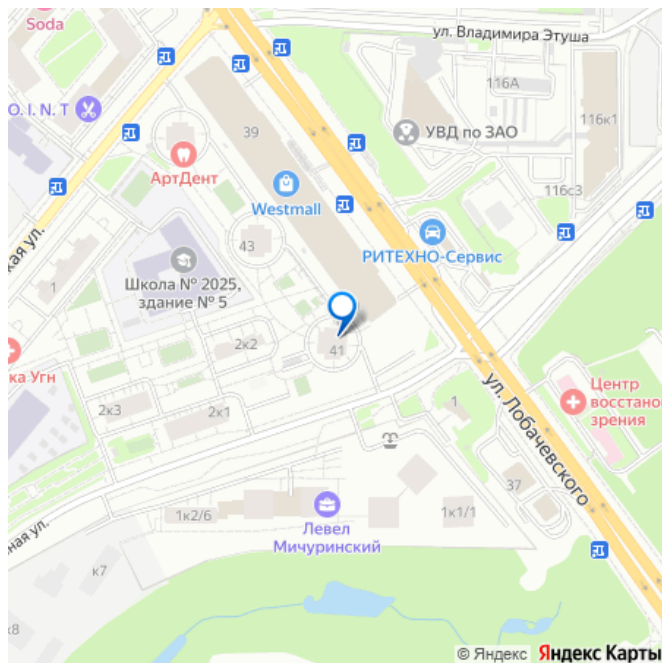 Soda
ул. Владимира Этуша
116А
O. I. N. T
39
УВД по ЗАО
116к1
АртДент
116с3
Westmall
43
РИТЕХНО-Сервис
кая ул.
Школа № 2025,
здание № 5
1
2к2
41
ка Угн
ул. Лобачевского
Центр
восстано
зрения
2к3
2к1
1
37
1к2/6
Левел
Мичуринский
1к1/1
ная ул.
к7
к8
© Яндекс Яндекс Карты